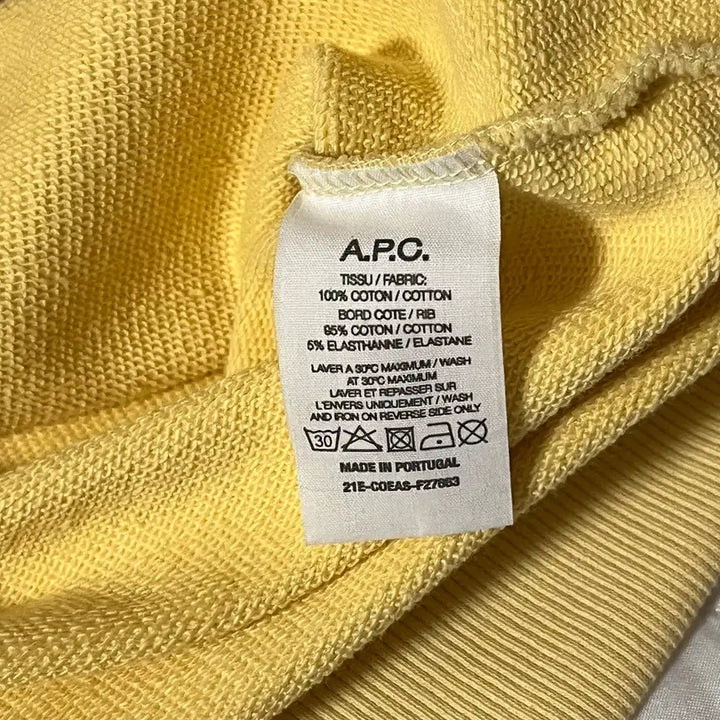 A.P.C.
TISSU / FABRIC:
100% COTON / COTTON
BORD COTE / RIB
95% COTON / COTTON
5% ELASTHANNE / ELASTANE
LAVER A 30°C MAXIMUM / WASH
AT 30°C MAXIMUM
LAVER ET REPASSER SUR
L'ENVERS UNIQUEMENT / WASH
AND IRON ON REVERSE SIDE ONLY
30
MADE IN PORTUGAL
21E-COEAS-F27663